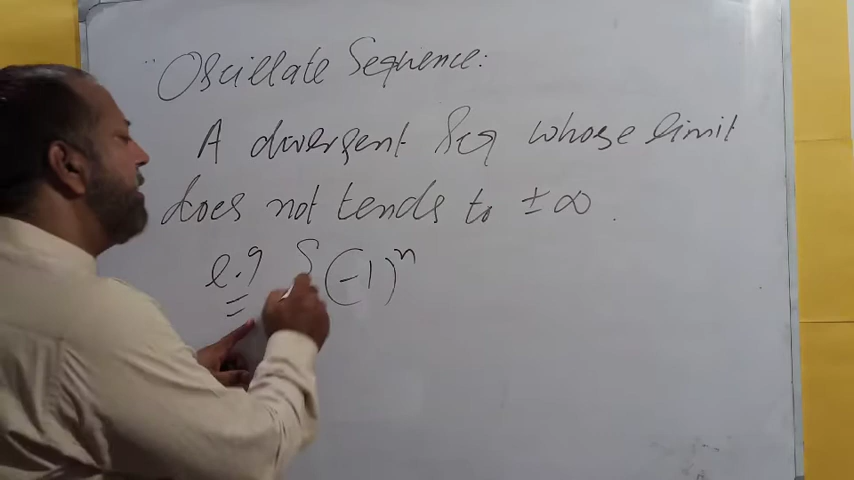 Oscillate Sequence:
A divergent Seq whose limit
does not tends to ±∞.
e.g {(-1)^n